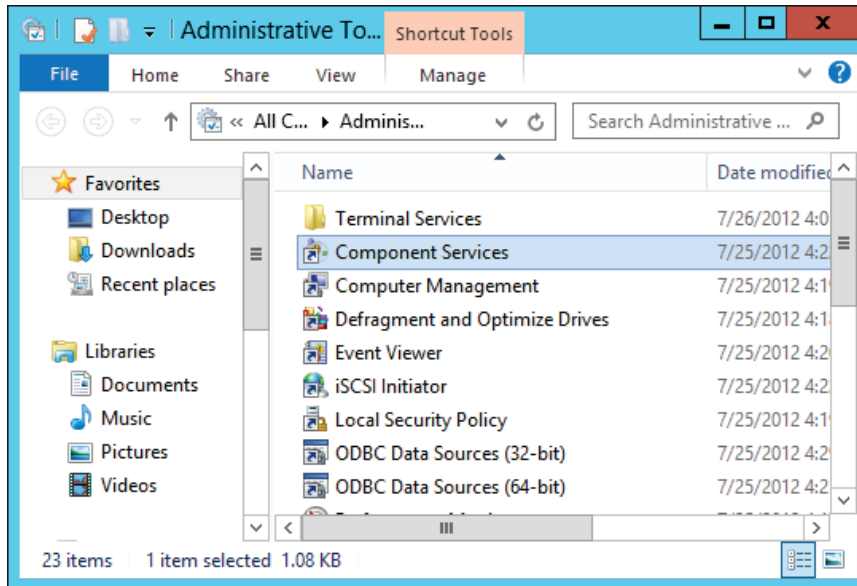 Administrative To... Shortcut Tools
File Home Share View Manage
« All C... Adminis... Search Administrative ...
Favorites
Desktop
Downloads
Recent places
Libraries
Documents
Music
Pictures
Videos
Name Date modified
Terminal Services 7/26/2012 4:0
Component Services 7/25/2012 4:2
Computer Management 7/25/2012 4:1
Defragment and Optimize Drives 7/25/2012 4:1
Event Viewer 7/25/2012 4:2
iSCSI Initiator 7/25/2012 4:2
Local Security Policy 7/25/2012 4:1
ODBC Data Sources (32-bit) 7/25/2012 4:2
ODBC Data Sources (64-bit) 7/25/2012 4:2
23 items 1 item selected 1.08 KB